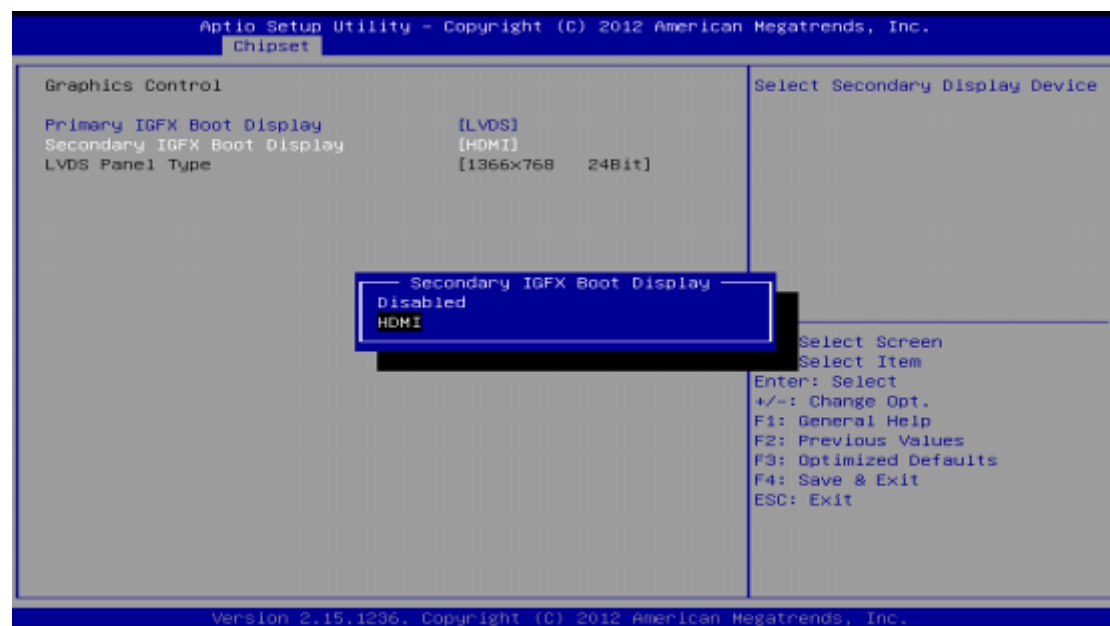 Aptio Setup Utility - Copyright (C) 2012 American Megatrends, Inc.
Chipset
Graphics Control
Primary IGFX Boot Display [LVDS]
Secondary IGFX Boot Display [HDMI]
LVDS Panel Type [1366x768 24Bit]
Select Secondary Display Device
Secondary IGFX Boot Display
Disabled
HDMI
Select Screen
Select Item
Enter: Select
+/-: Change Opt.
F1: General Help
F2: Previous Values
F3: Optimized Defaults
F4: Save & Exit
ESC: Exit
Version 2.15.1236. Copyright (C) 2012 American Megatrends, Inc.